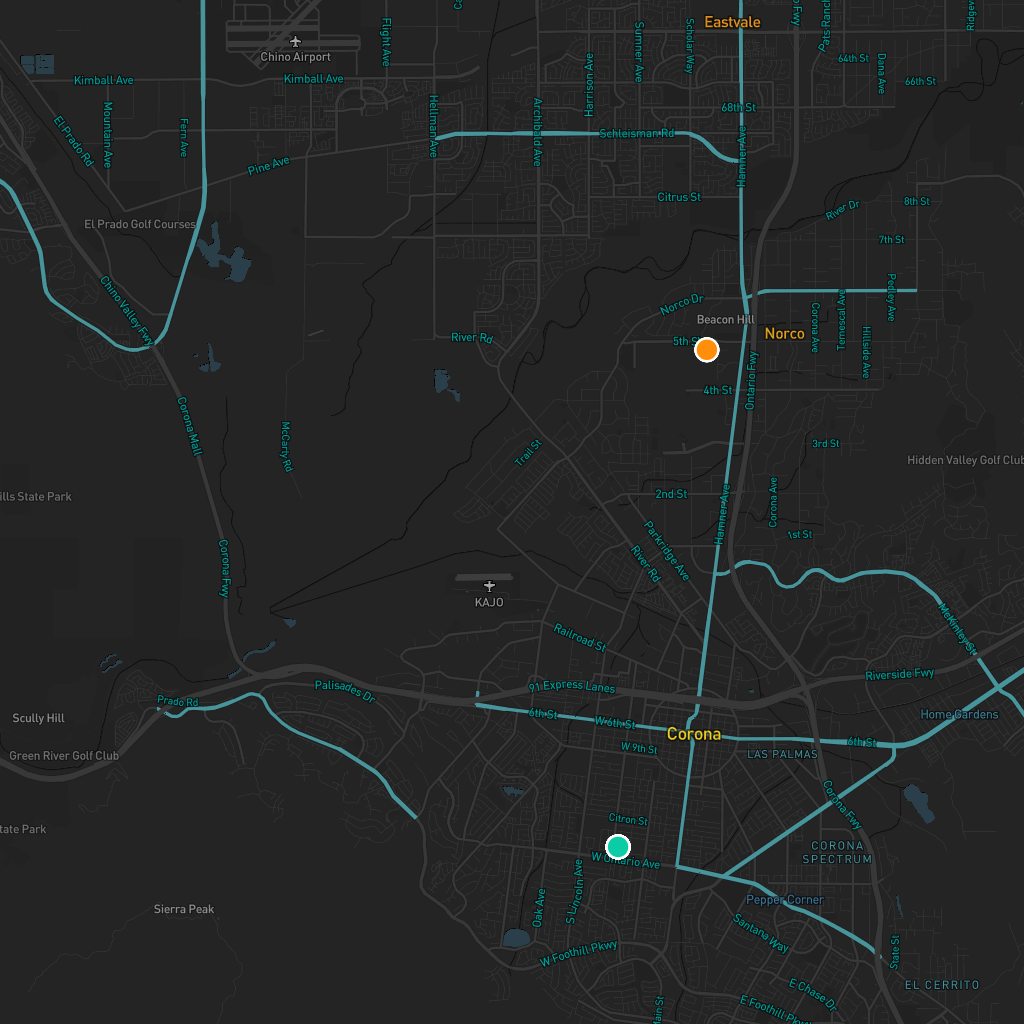 Eastvale
Ridgew
Pats Ranch
Fwy
Flight Ave
Sumner Ave
Scholar Way
Chino Airport
64th St
Dana Ave
66th St
Kimball Ave
Kimball Ave
Harrison Ave
68th St
Mountain Ave
Fern Ave
El Prado Rd
Hellman Ave
Archibald Ave
Schleisman Rd
Hamner Ave
Pine Ave
Citrus St
8th St
River Dr
El Prado Golf Courses
7th St
Chino Valley Fwy
Norco Dr
Pedley Ave
Beacon Hill
Corona Ave
Temescal Ave
Hillside Ave
Norco
River Rd
5th St
4th St
Ontario Fwy
Corona Mall
McCarty Rd
Trail St
3rd St
Hidden Valley Golf Club
ills State Park
2nd St
Corona Ave
Hamner Ave
1st St
Parkridge Ave
River Rd
Corona Fwy
KAJO
McKinley St
Railroad St
Riverside Fwy
91 Express Lanes
Palisades Dr
Prado Rd
Scully Hill
6th St
W 6th St
Corona
6th St
Home Gardens
W 9th St
LAS PALMAS
Green River Golf Club
Corona Fwy
Citron St
tate Park
W Ontario Ave
CORONA
SPECTRUM
S Lincoln Ave
Oak Ave
Pepper Corner
Sierra Peak
Santana Way
W Foothill Pkwy
State St
EL CERRITO
E Chase Dr
E Foothill Pkwy
Main St